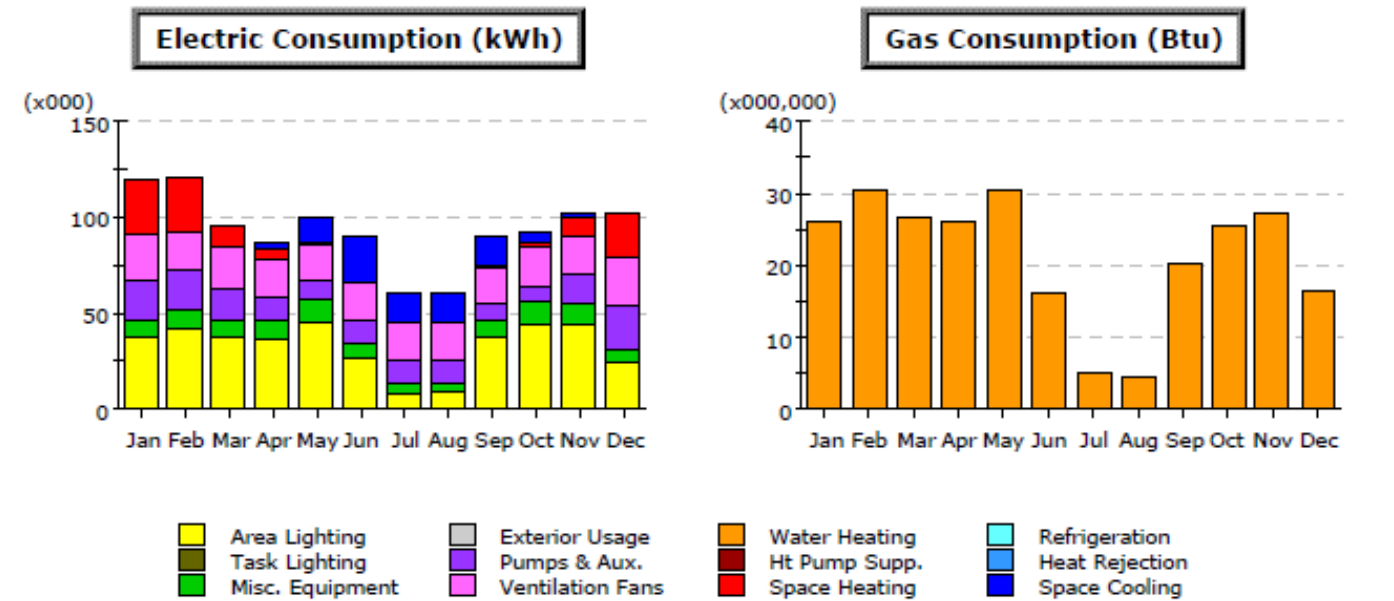 Electric Consumption (kWh)
(x000)
150
100
50
0
Jan Feb Mar Apr May Jun Jul Aug Sep Oct Nov Dec
Gas Consumption (Btu)
(x000,000)
40
30
20
10
0
Jan Feb Mar Apr May Jun Jul Aug Sep Oct Nov Dec
Area Lighting
Task Lighting
Misc. Equipment
Exterior Usage
Pumps & Aux.
Ventilation Fans
Water Heating
Ht Pump Supp.
Space Heating
Refrigeration
Heat Rejection
Space Cooling